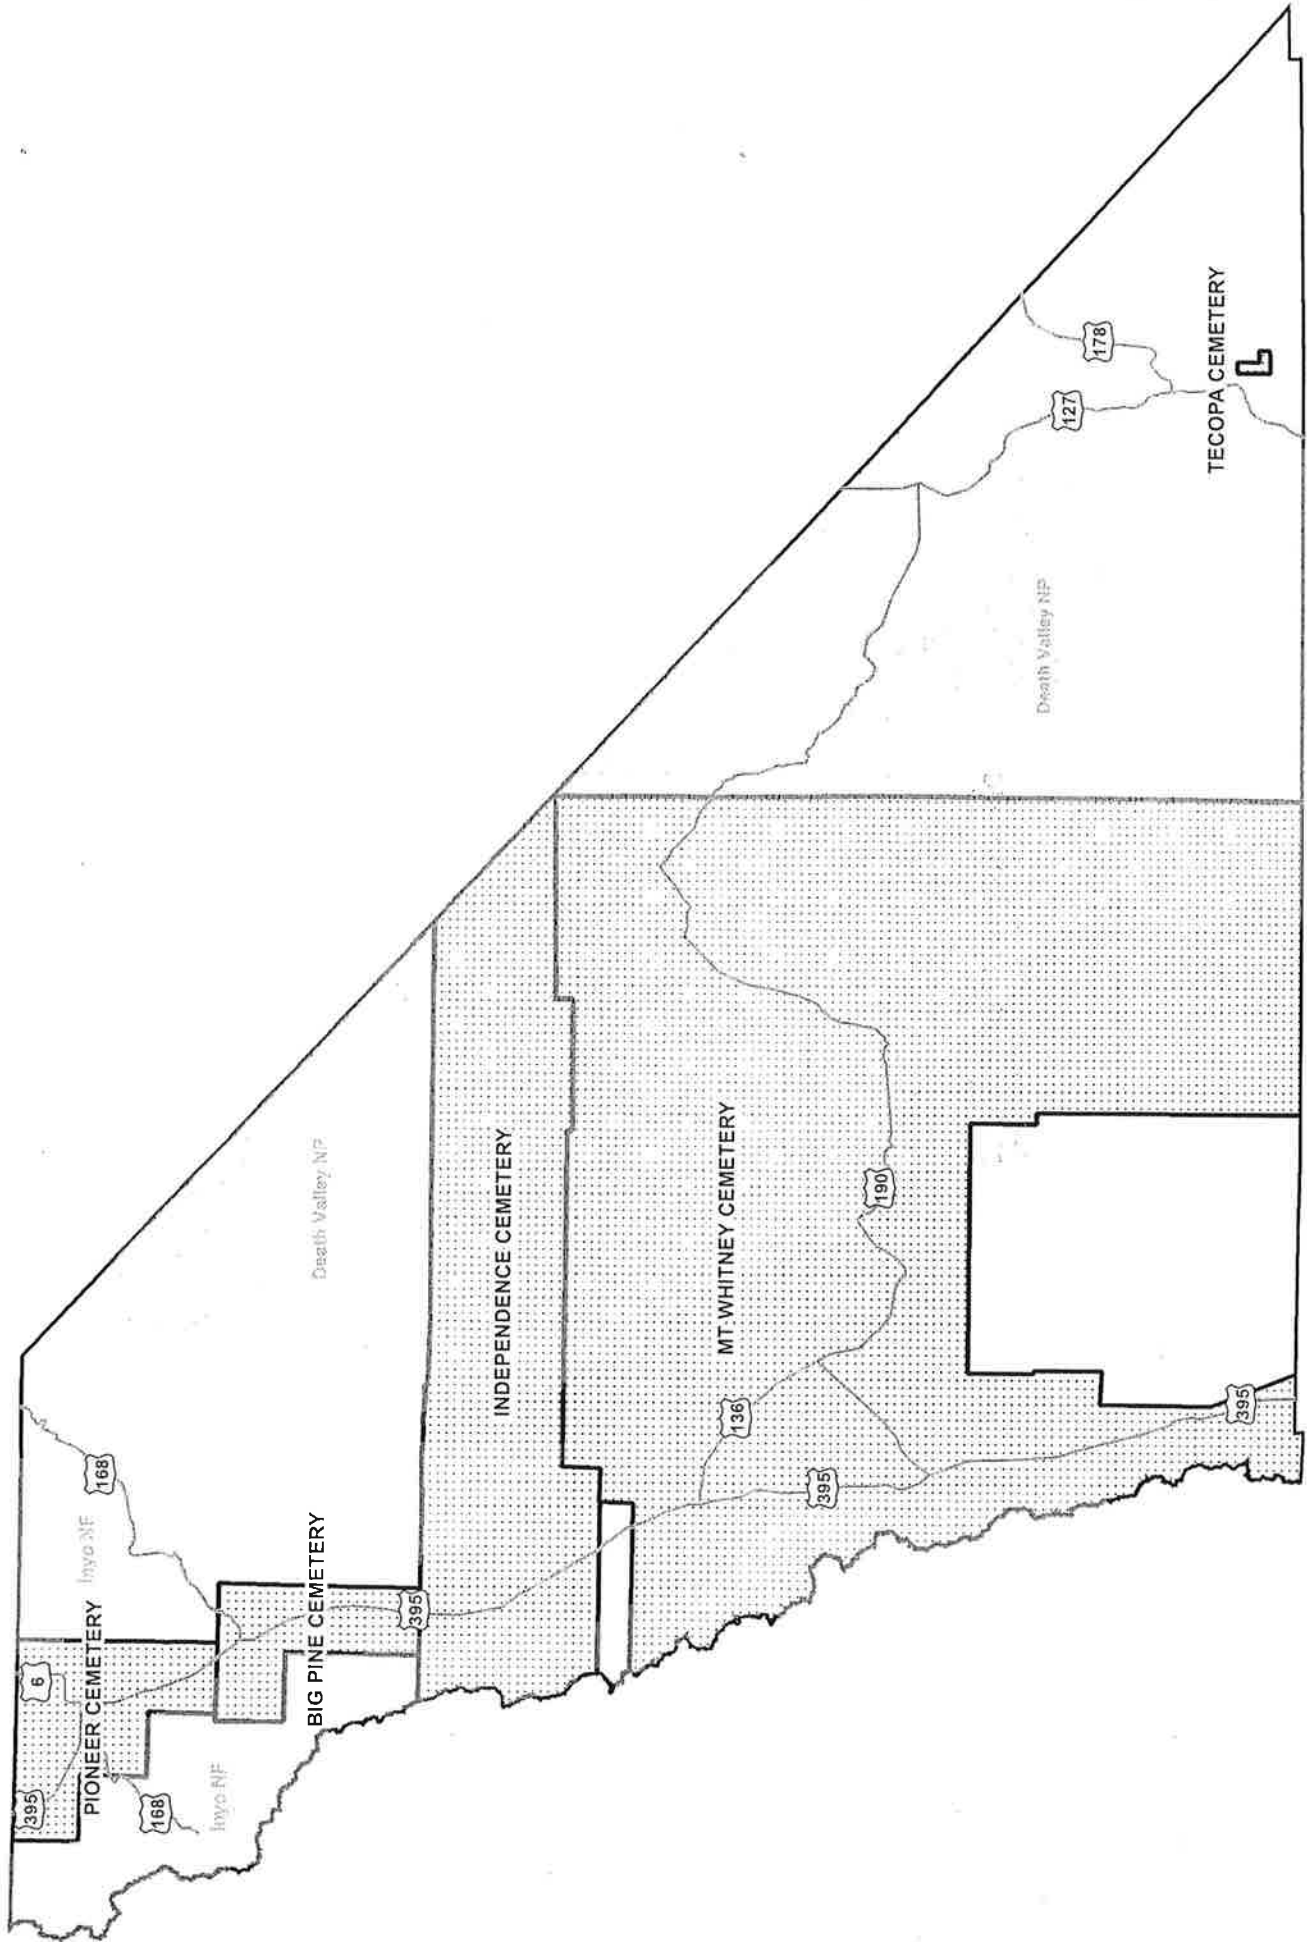 395
6
PIONEER CEMETERY
168
Inyo NF
168
Inyo NF
BIG PINE CEMETERY
395
Death Valley NP
INDEPENDENCE CEMETERY
136
395
MT WHITNEY CEMETERY
190
395
Death Valley NP
127
178
TECOPA CEMETERY